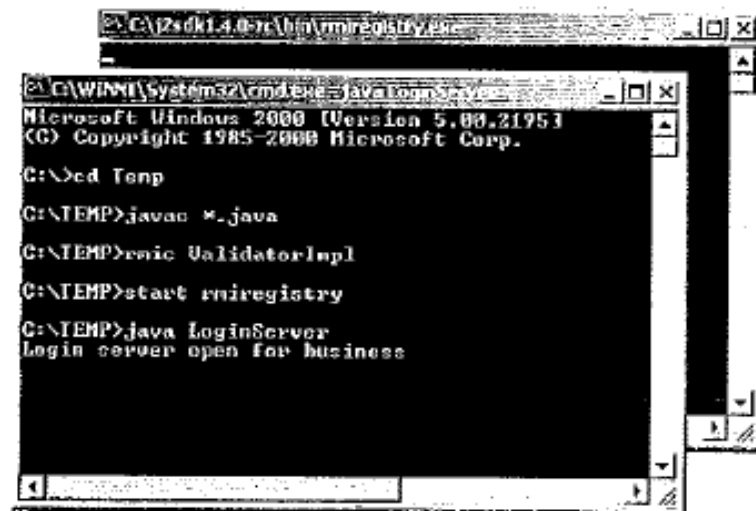 C:\j2sdk1.4.0-rc\bin\rmiregistry.exe
C:\WINNT\System32\cmd.exe - java LoginServer
Microsoft Windows 2000 [Version 5.00.2195]
(C) Copyright 1985-2000 Microsoft Corp.
C:\>cd Temp
C:\TEMP>javac *.java
C:\TEMP>rmic ValidatorImpl
C:\TEMP>start rmiregistry
C:\TEMP>java LoginServer
Login server open for business